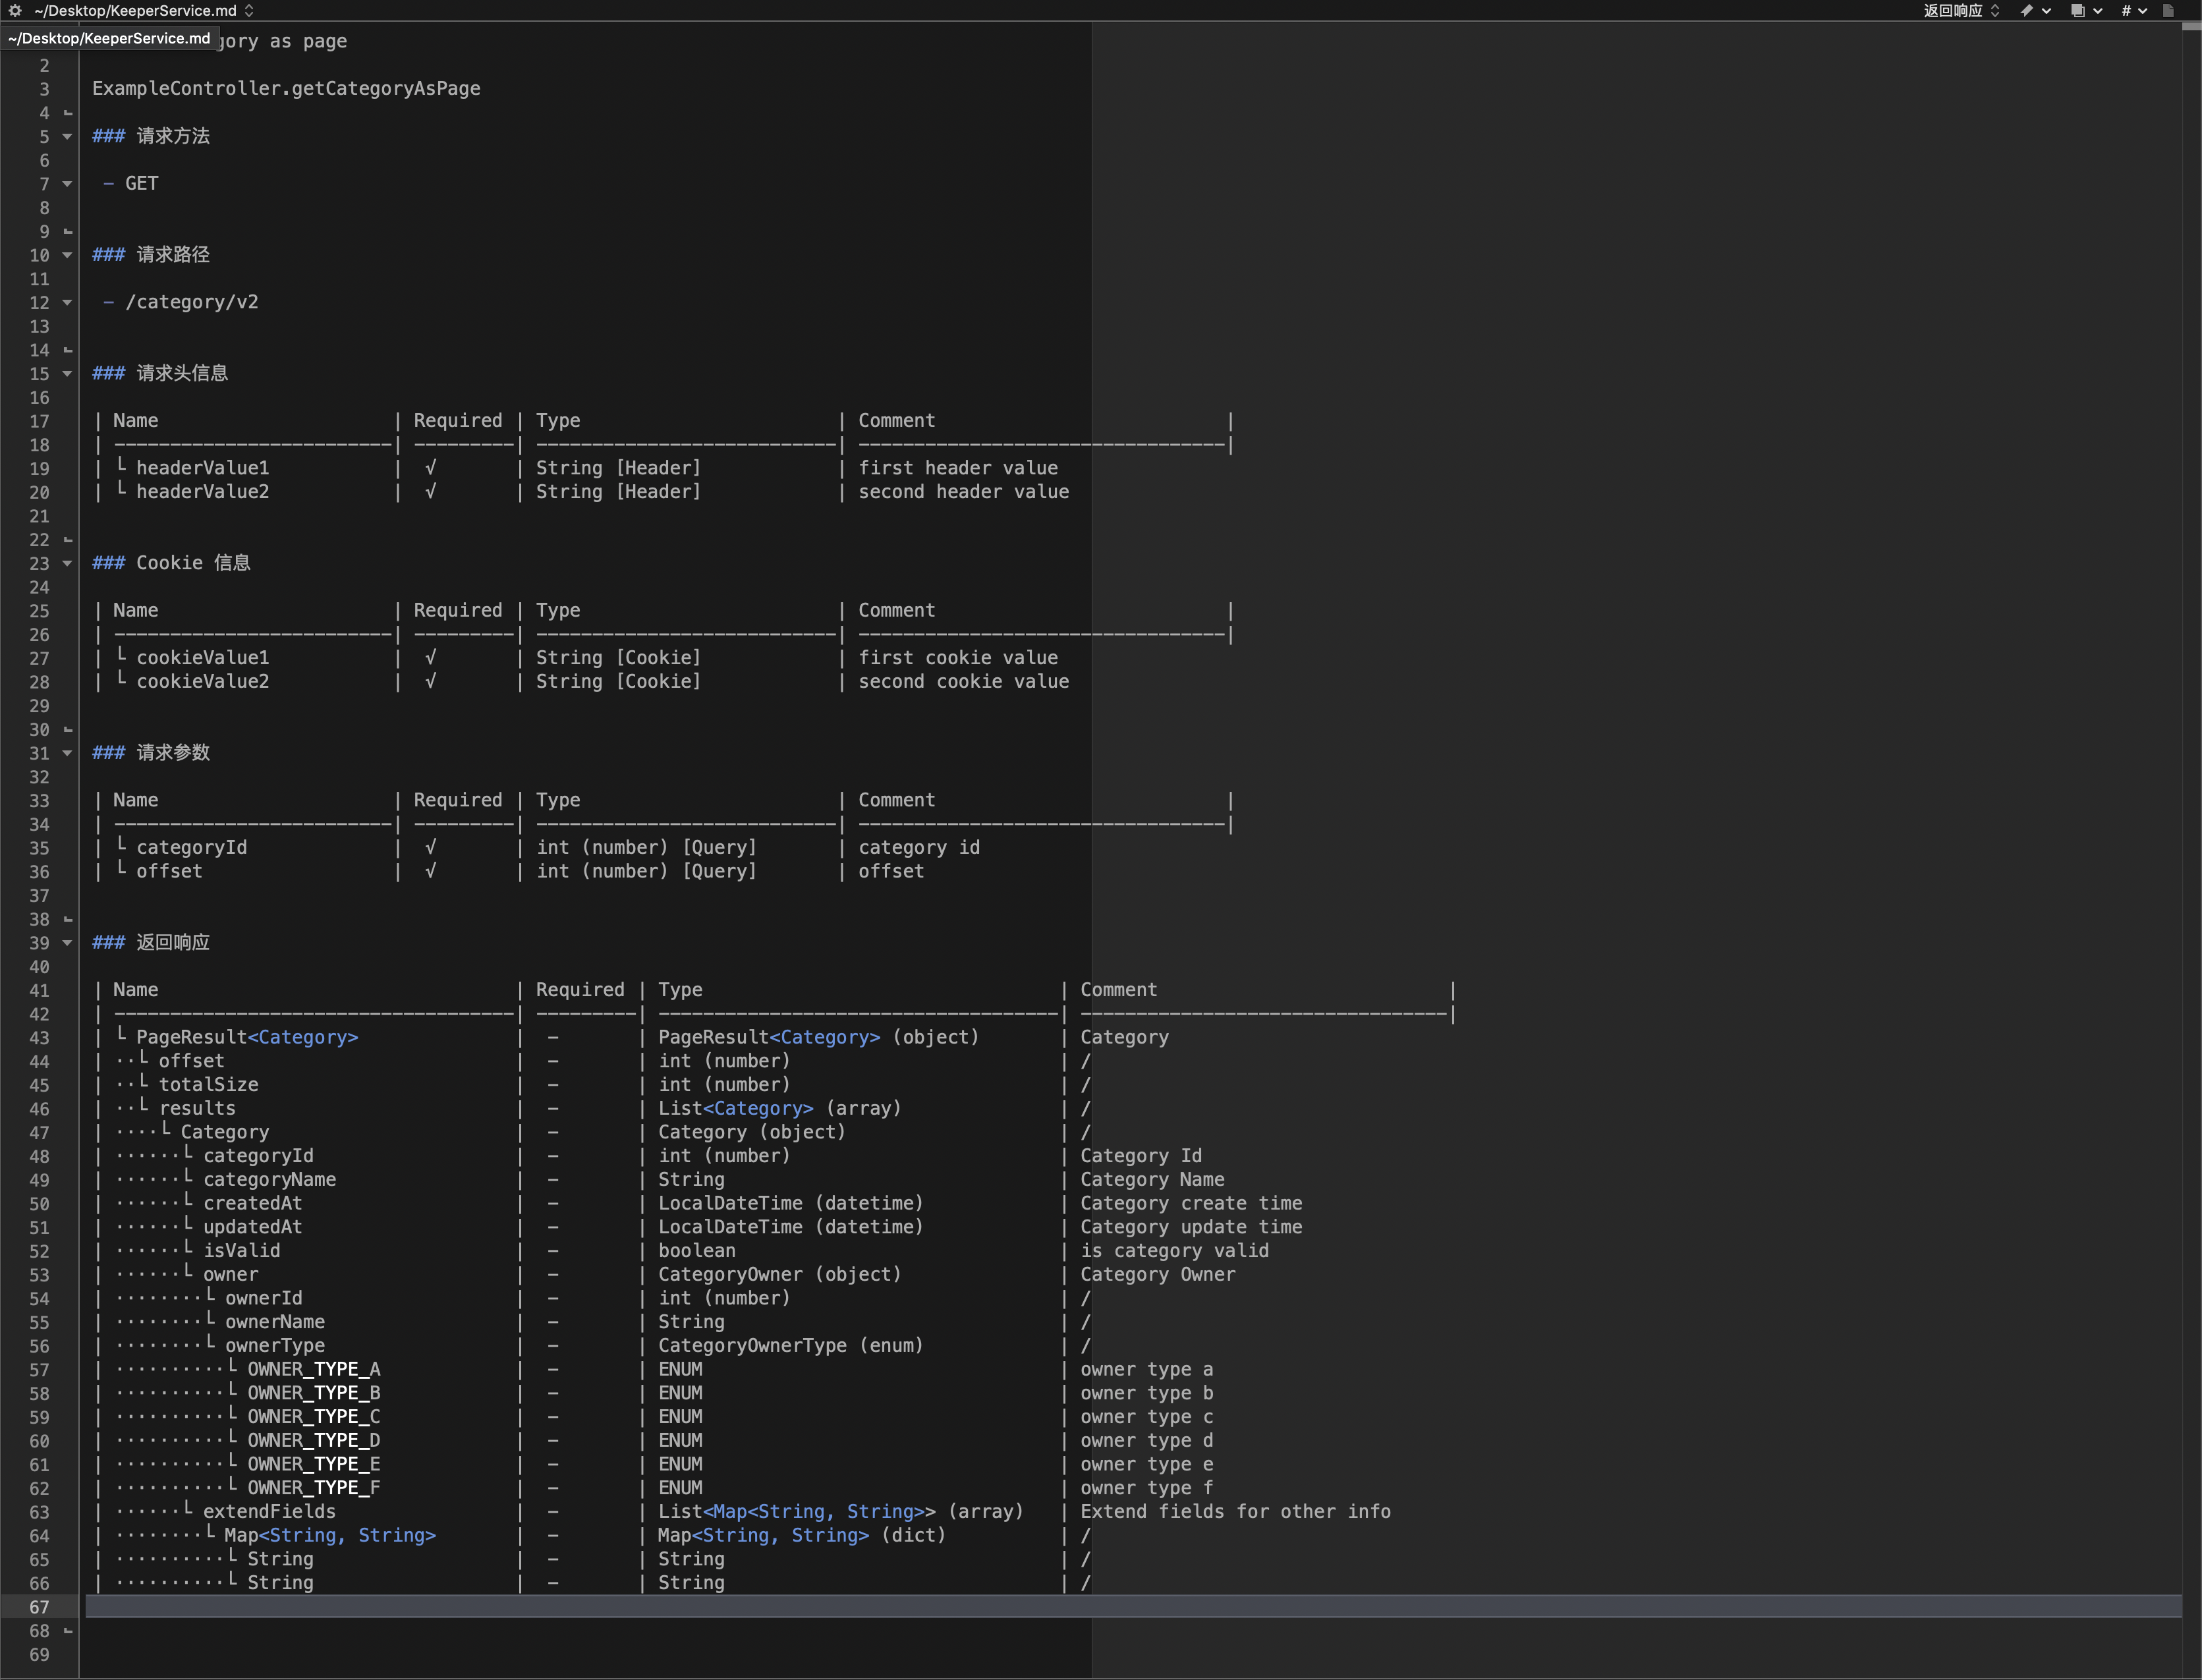 ~/Desktop/KeeperService.md 返回响应 #
~/Desktop/KeeperService.md
gory as page
2
3 ExampleController.getCategoryAsPage
4
5 ### 请求方法
6
7 - GET
8
9
10 ### 请求路径
11
12 - /category/v2
13
14
15 ### 请求头信息
16
17 | Name | Required | Type | Comment |
18 | -------------------------| ---------| ---------------------------| ---------------------------------|
19 | └ headerValue1 | √ | String [Header] | first header value
20 | └ headerValue2 | √ | String [Header] | second header value
21
22
23 ### Cookie 信息
24
25 | Name | Required | Type | Comment |
26 | -------------------------| ---------| ---------------------------| ---------------------------------|
27 | └ cookieValue1 | √ | String [Cookie] | first cookie value
28 | └ cookieValue2 | √ | String [Cookie] | second cookie value
29
30
31 ### 请求参数
32
33 | Name | Required | Type | Comment |
34 | -------------------------| ---------| ---------------------------| ---------------------------------|
35 | └ categoryId | √ | int (number) [Query] | category id
36 | └ offset | √ | int (number) [Query] | offset
37
38
39 ### 返回响应
40
41 | Name | Required | Type | Comment |
42 | ------------------------------------| ---------| ------------------------------------| ---------------------------------|
43 | └ PageResult<Category> | - | PageResult<Category> (object) | Category
44 | ··└ offset | - | int (number) | /
45 | ··└ totalSize | - | int (number) | /
46 | ··└ results | - | List<Category> (array) | /
47 | ····└ Category | - | Category (object) | /
48 | ······└ categoryId | - | int (number) | Category Id
49 | ······└ categoryName | - | String | Category Name
50 | ······└ createdAt | - | LocalDateTime (datetime) | Category create time
51 | ······└ updatedAt | - | LocalDateTime (datetime) | Category update time
52 | ······└ isValid | - | boolean | is category valid
53 | ······└ owner | - | CategoryOwner (object) | Category Owner
54 | ········└ ownerId | - | int (number) | /
55 | ········└ ownerName | - | String | /
56 | ········└ ownerType | - | CategoryOwnerType (enum) | /
57 | ··········└ OWNER_TYPE_A | - | ENUM | owner type a
58 | ··········└ OWNER_TYPE_B | - | ENUM | owner type b
59 | ··········└ OWNER_TYPE_C | - | ENUM | owner type c
60 | ··········└ OWNER_TYPE_D | - | ENUM | owner type d
61 | ··········└ OWNER_TYPE_E | - | ENUM | owner type e
62 | ··········└ OWNER_TYPE_F | - | ENUM | owner type f
63 | ······└ extendFields | - | List<Map<String, String>> (array) | Extend fields for other info
64 | ········└ Map<String, String> | - | Map<String, String> (dict) | /
65 | ··········└ String | - | String | /
66 | ··········└ String | - | String | /
67
68
69